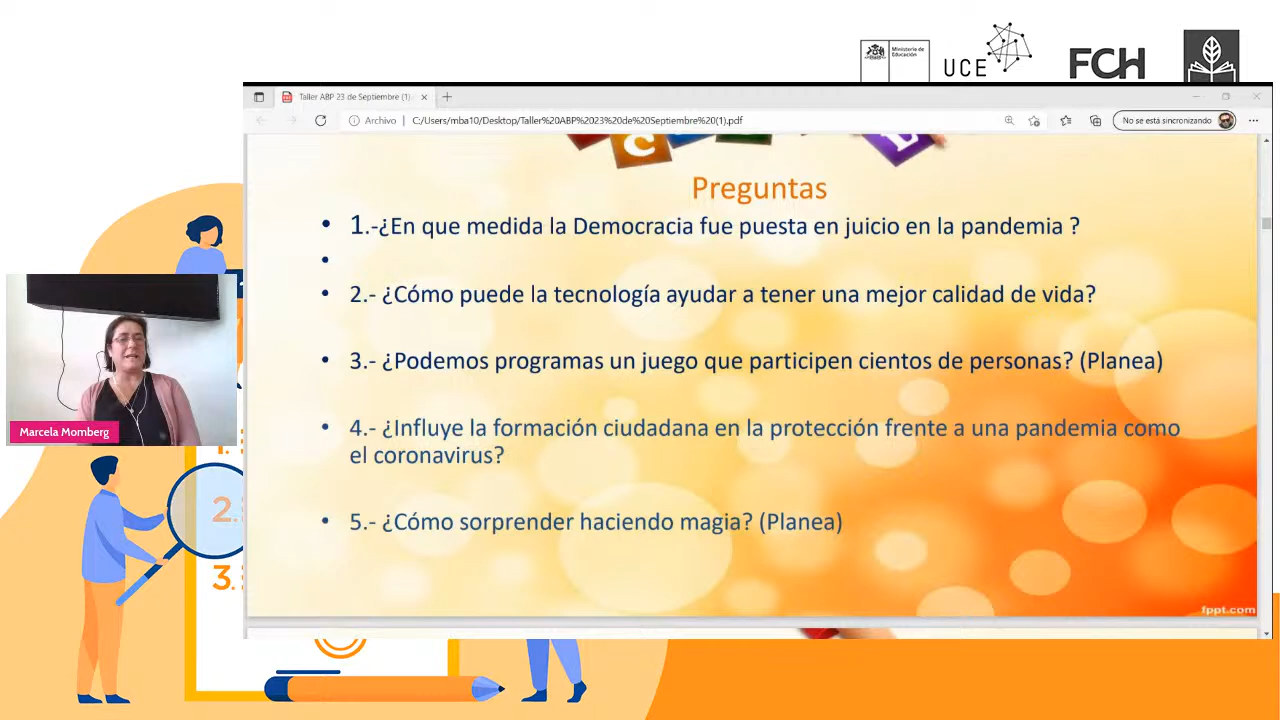 Ministerio de
Educación
UCE
FCH
Taller ABP 23 de Septiembre (1)
Archivo
C:/Users/mba10/Desktop/Taller%20ABP%2023%20de%20Septiembre%20(1).pdf
No se está sincronizando
C
L
Preguntas
1.-¿En que medida la Democracia fue puesta en juicio en la pandemia ?
2.- ¿Cómo puede la tecnología ayudar a tener una mejor calidad de vida?
3.- ¿Podemos programas un juego que participen cientos de personas? (Planea)
4.- ¿Influye la formación ciudadana en la protección frente a una pandemia como
el coronavirus?
5.- ¿Cómo sorprender haciendo magia? (Planea)
fppt.com
Marcela Momberg
1.
2.
3.